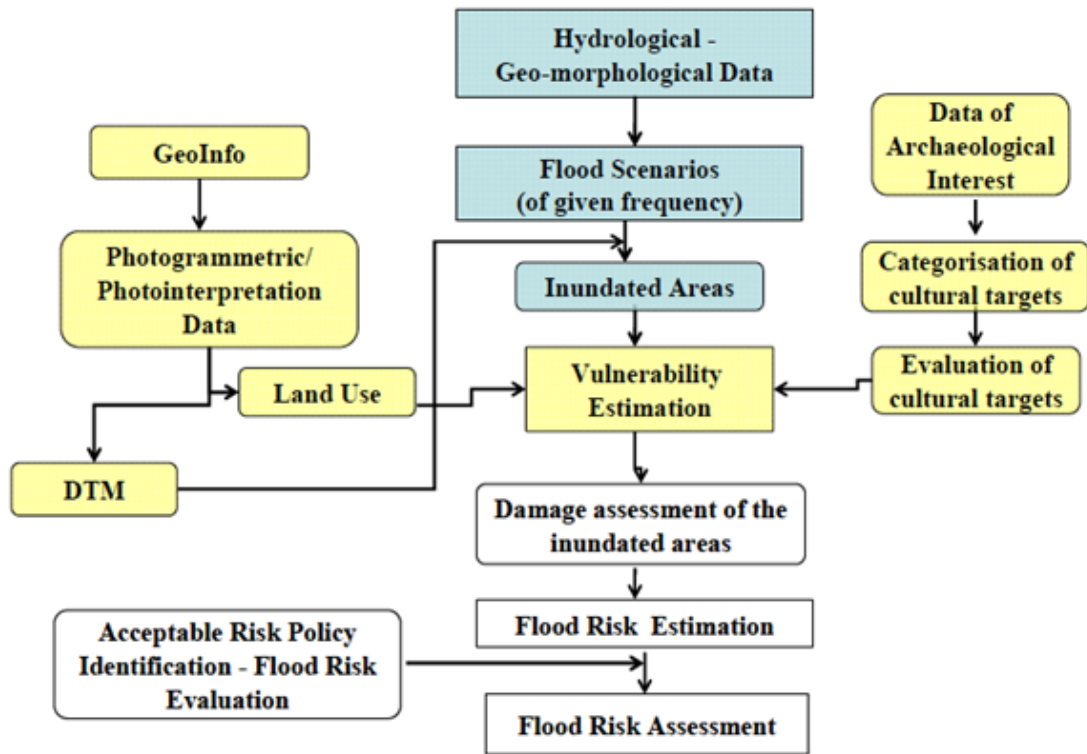 Hydrological -
Geo-morphological Data
Data of
Archaeological
Interest
GeoInfo
Flood Scenarios
(of given frequency)
Photogrammetric/
Photointerpretation
Data
Categorisation of
cultural targets
Inundated Areas
Land Use
Vulnerability
Estimation
Evaluation of
cultural targets
DTM
Damage assessment of the
inundated areas
Flood Risk Estimation
Acceptable Risk Policy
Identification - Flood Risk
Evaluation
Flood Risk Assessment